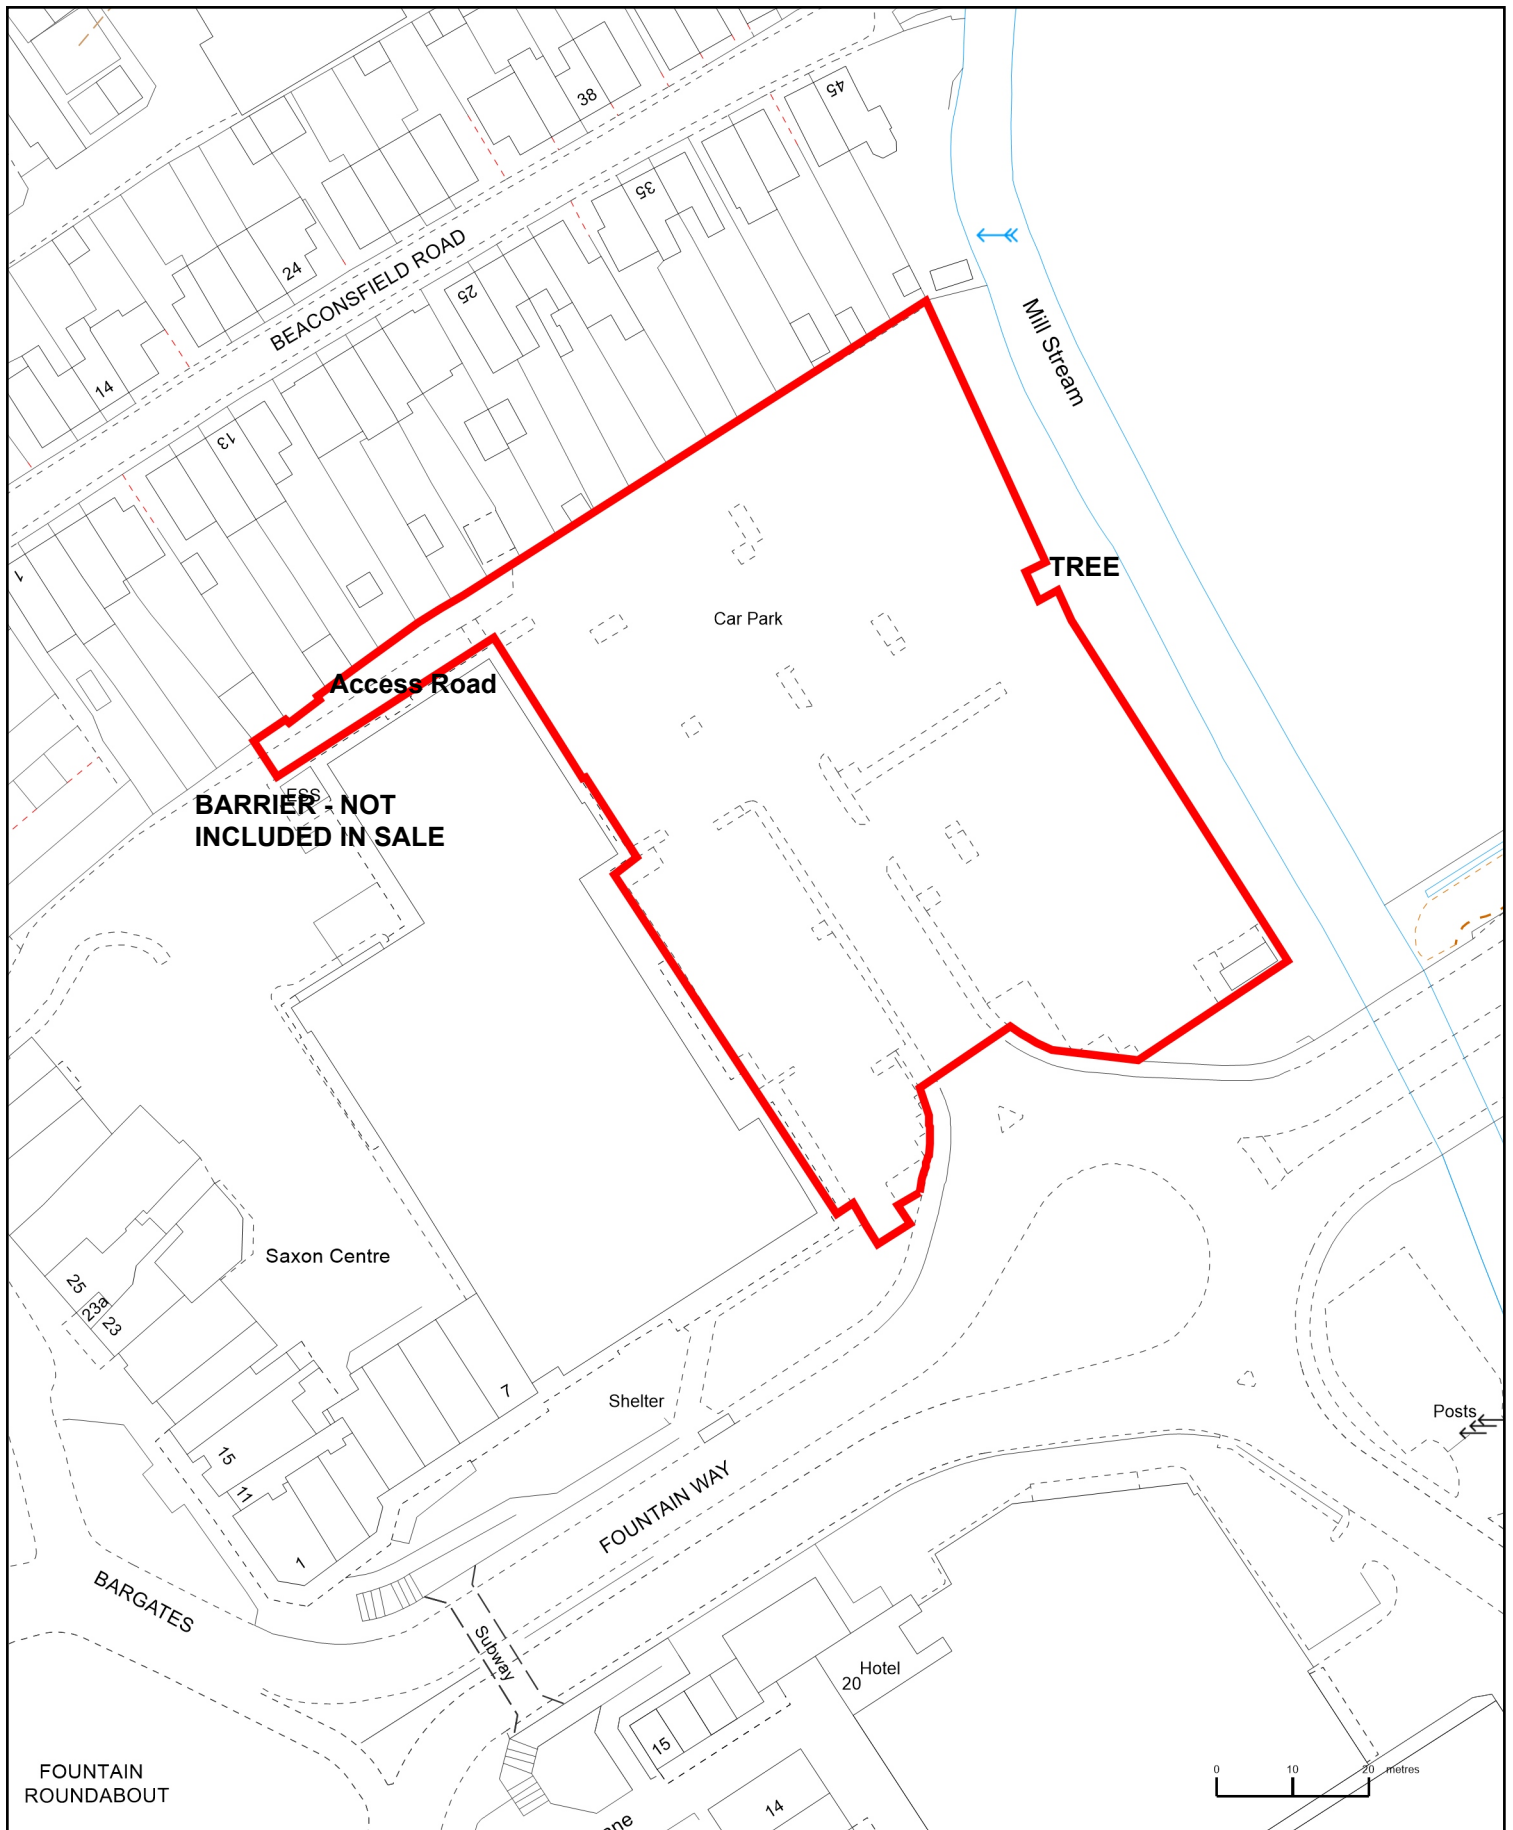 45
38
35
BEACONSFIELD ROAD
24
25
Mill Stream
14
13
TREE
1
Car Park
Access Road
ESS
BARRIER - NOT
INCLUDED IN SALE
Saxon Centre
25
23a
23
7
Shelter
Posts
15
11
FOUNTAIN WAY
1
BARGATES
Subway
Hotel
20
15
FOUNTAIN
ROUNDABOUT
0 10 20 metres
14